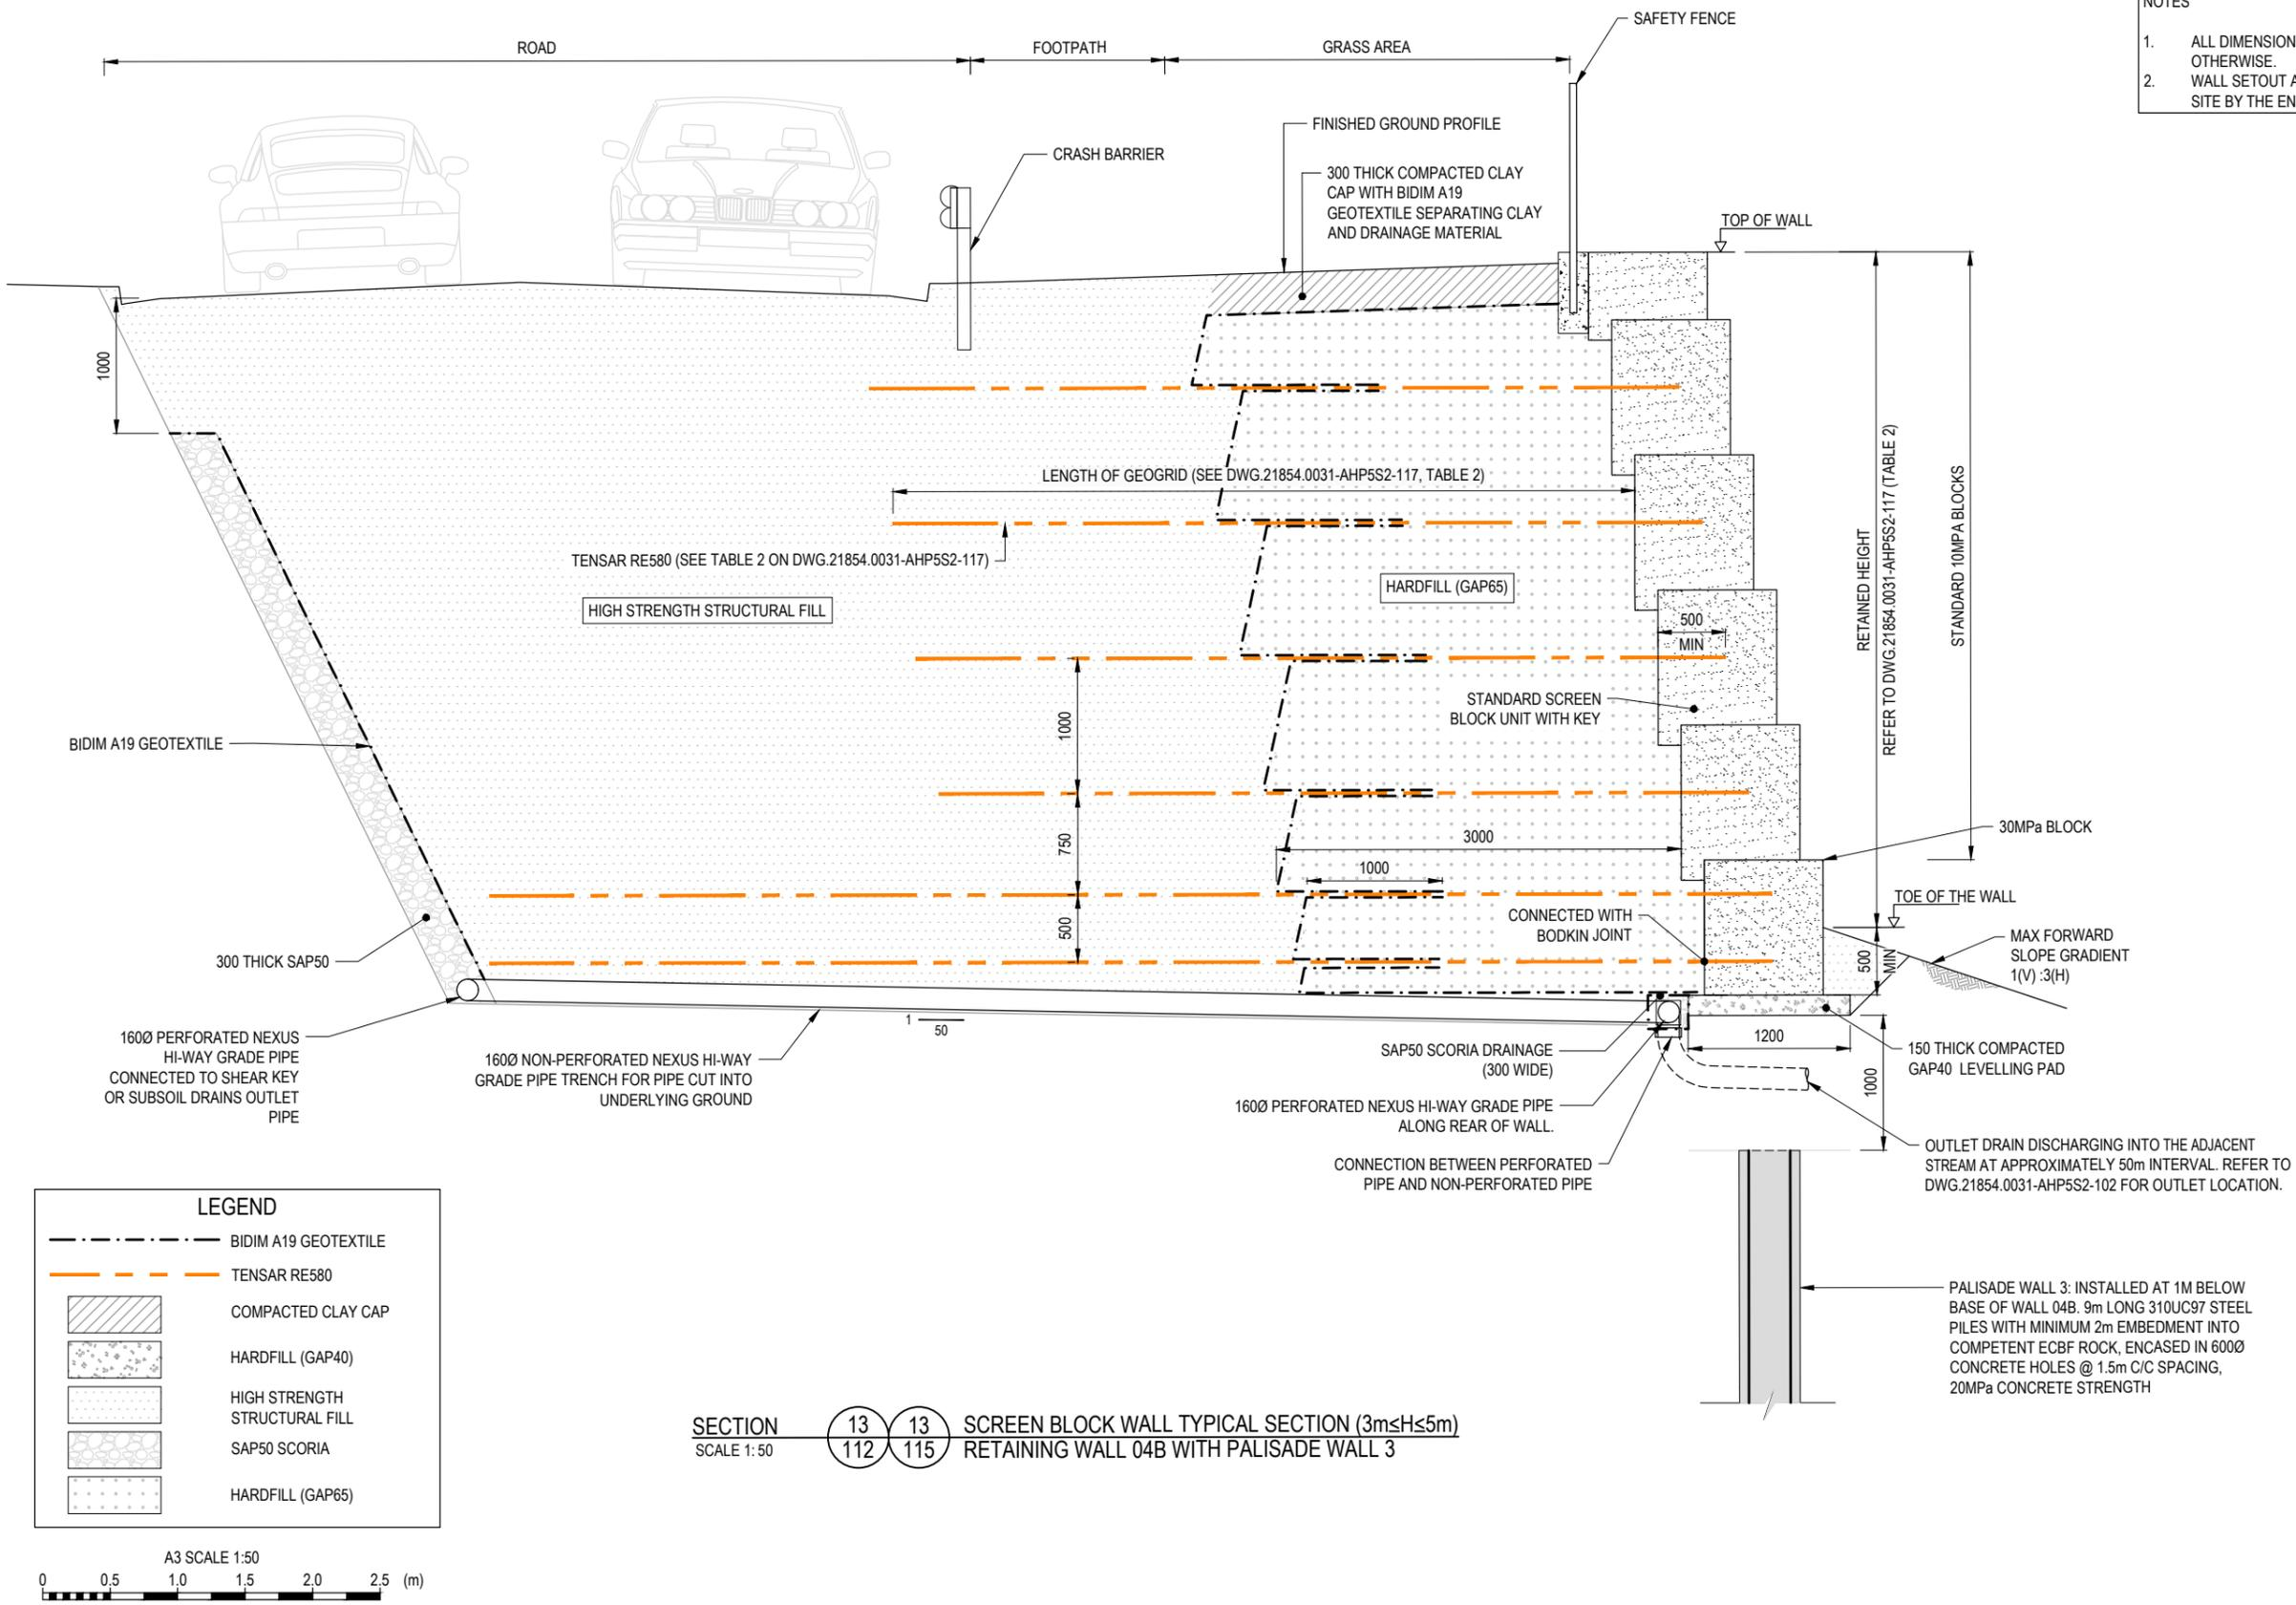 NOTES
1. ALL DIMENSION
OTHERWISE.
2. WALL SETOUT A
SITE BY THE EN
SAFETY FENCE
ROAD
FOOTPATH
GRASS AREA
FINISHED GROUND PROFILE
CRASH BARRIER
300 THICK COMPACTED CLAY
CAP WITH BIDIM A19
GEOTEXTILE SEPARATING CLAY
AND DRAINAGE MATERIAL
TOP OF WALL
1000
LENGTH OF GEOGRID (SEE DWG.21854.0031-AHP5S2-117, TABLE 2)
TENSAR RE580 (SEE TABLE 2 ON DWG.21854.0031-AHP5S2-117)
HIGH STRENGTH STRUCTURAL FILL
HARDFILL (GAP65)
500
MIN
RETAINED HEIGHT
REFER TO DWG.21854.0031-AHP5S2-117 (TABLE 2)
STANDARD 10MPA BLOCKS
STANDARD SCREEN
BLOCK UNIT WITH KEY
BIDIM A19 GEOTEXTILE
1000
750
500
3000
1000
30MPa BLOCK
CONNECTED WITH
BODKIN JOINT
TOE OF THE WALL
500
MIN
MAX FORWARD
SLOPE GRADIENT
1(V) :3(H)
300 THICK SAP50
160Ø PERFORATED NEXUS
HI-WAY GRADE PIPE
CONNECTED TO SHEAR KEY
OR SUBSOIL DRAINS OUTLET
PIPE
160Ø NON-PERFORATED NEXUS HI-WAY
GRADE PIPE TRENCH FOR PIPE CUT INTO
UNDERLYING GROUND
1
50
SAP50 SCORIA DRAINAGE
(300 WIDE)
1200
150 THICK COMPACTED
GAP40 LEVELLING PAD
1000
160Ø PERFORATED NEXUS HI-WAY GRADE PIPE
ALONG REAR OF WALL.
CONNECTION BETWEEN PERFORATED
PIPE AND NON-PERFORATED PIPE
OUTLET DRAIN DISCHARGING INTO THE ADJACENT
STREAM AT APPROXIMATELY 50m INTERVAL. REFER TO
DWG.21854.0031-AHP5S2-102 FOR OUTLET LOCATION.
PALISADE WALL 3: INSTALLED AT 1M BELOW
BASE OF WALL 04B. 9m LONG 310UC97 STEEL
PILES WITH MINIMUM 2m EMBEDMENT INTO
COMPETENT ECBF ROCK, ENCASED IN 600Ø
CONCRETE HOLES @ 1.5m C/C SPACING,
20MPa CONCRETE STRENGTH
LEGEND
BIDIM A19 GEOTEXTILE
TENSAR RE580
COMPACTED CLAY CAP
HARDFILL (GAP40)
HIGH STRENGTH
STRUCTURAL FILL
SAP50 SCORIA
HARDFILL (GAP65)
SECTION 13 13 SCREEN BLOCK WALL TYPICAL SECTION (3m≤H≤5m)
SCALE 1: 50 112 115 RETAINING WALL 04B WITH PALISADE WALL 3
A3 SCALE 1:50
0 0.5 1.0 1.5 2.0 2.5 (m)